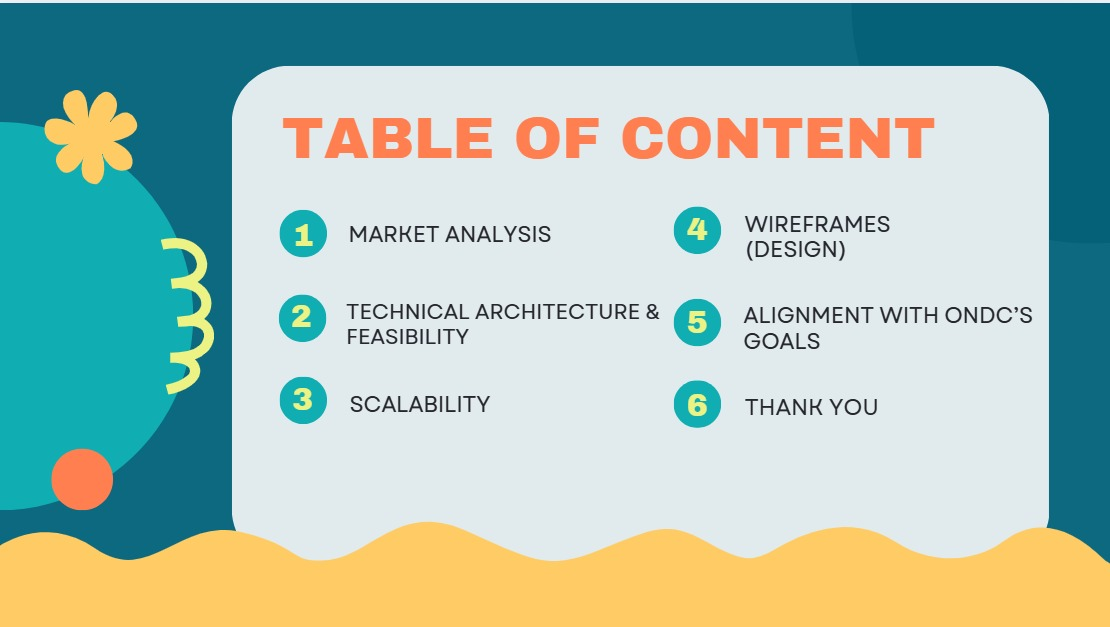 TABLE OF CONTENT
1 MARKET ANALYSIS
2 TECHNICAL ARCHITECTURE &
FEASIBILITY
3 SCALABILITY
4 WIREFRAMES
(DESIGN)
5 ALIGNMENT WITH ONDC’S
GOALS
6 THANK YOU